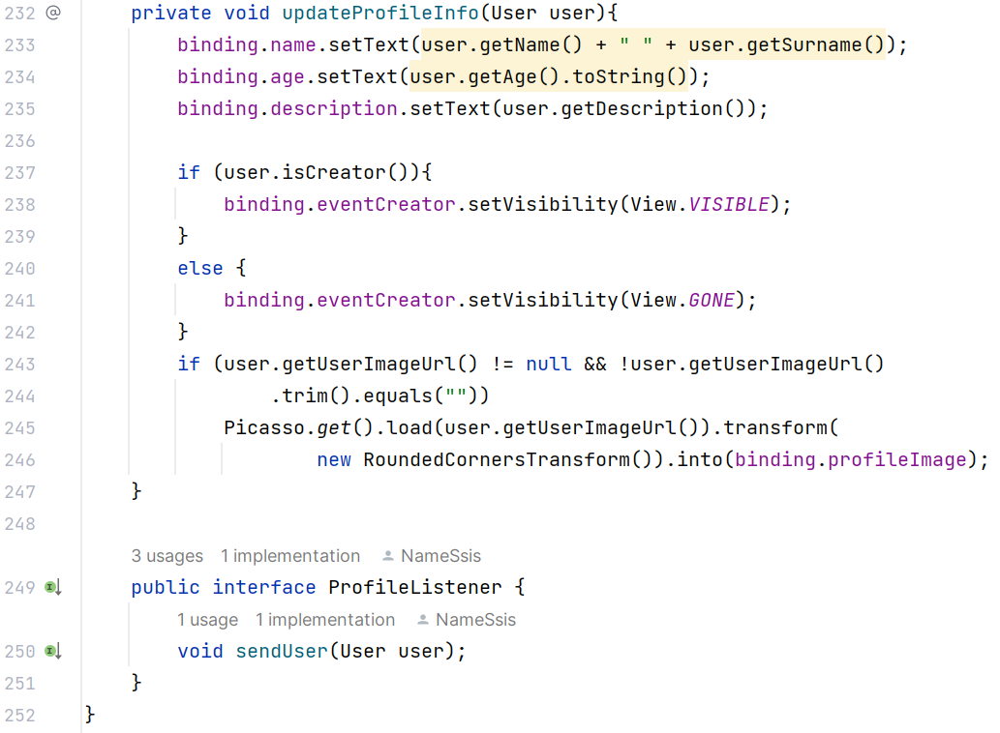 232 @ private void updateProfileInfo(User user){
233 binding.name.setText(user.getName() + " " + user.getSurname());
234 binding.age.setText(user.getAge().toString());
235 binding.description.setText(user.getDescription());
236
237 if (user.isCreator()){
238 binding.eventCreator.setVisibility(View.VISIBLE);
239 }
240 else {
241 binding.eventCreator.setVisibility(View.GONE);
242 }
243 if (user.getUserImageUrl() != null && !user.getUserImageUrl()
244 .trim().equals(""))
245 Picasso.get().load(user.getUserImageUrl()).transform(
246 new RoundedCornersTransform()).into(binding.profileImage);
247 }
248
3 usages 1 implementation NameSsis
249 public interface ProfileListener {
1 usage 1 implementation NameSsis
250 void sendUser(User user);
251 }
252 }